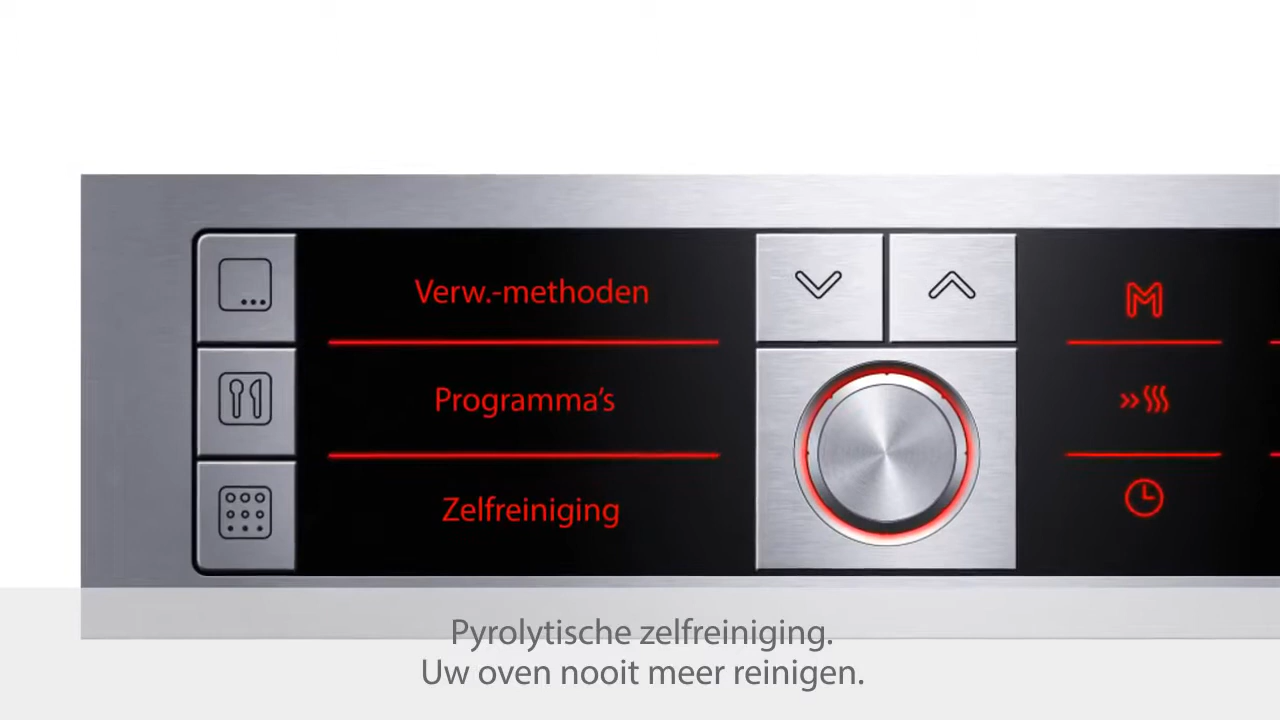 Verw.-methoden
Programma’s
Zelfreiniging
M
Pyrolytische zelfreiniging.
Uw oven nooit meer reinigen.